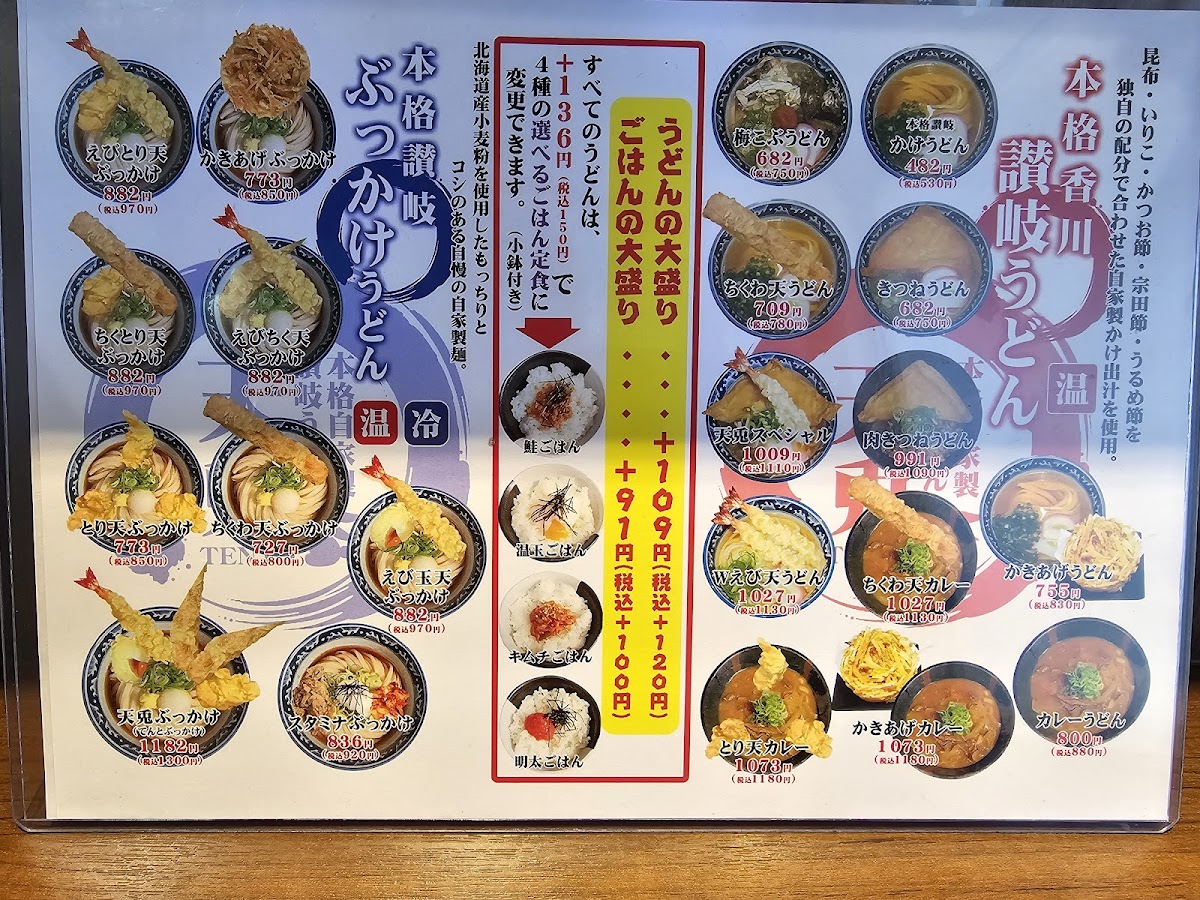 昆布・いりこ・かつお節・宗田節・うるめ節を
独自の配分で合わせた自家製かけ出汁を使用。
本格香川
讃岐うどん
温
本格讃岐
かけうどん
482円
(税込530円)
梅こぶうどん
682円
(税込750円)
きつねうどん
682円
(税込750円)
ちくわ天うどん
709円
(税込780円)
肉きつねうどん
991円
(税込1090円)
天兎スペシャル
1009円
(税込1110円)
かきあげうどん
755円
(税込830円)
ちくわ天カレー
1027円
(税込1130円)
Wえび天うどん
1027円
(税込1130円)
カレーうどん
800円
(税込880円)
かきあげカレー
1073円
(税込1180円)
とり天カレー
1073円
(税込1180円)
うどんの大盛り・・・+109円(税込+120円)
ごはんの大盛り・・・・+91円(税込+100円)
すべてのうどんは、
+136円(税込150円)で
4種の選べるごはん定食に
変更できます。(小鉢付き)
鮭ごはん
温玉ごはん
キムチごはん
明太ごはん
北海道産小麦粉を使用したもっちりと
コシのある自慢の自家製麺。
本格讃岐
ぶっかけうどん
冷
温
かきあげぶっかけ
773円
(税込850円)
えびとり天
ぶっかけ
882円
(税込970円)
えびちく天
ぶっかけ
882円
(税込970円)
ちくとり天
ぶっかけ
882円
(税込970円)
えび玉天
ぶっかけ
882円
(税込970円)
ちくわ天ぶっかけ
727円
(税込800円)
とり天ぶっかけ
773円
(税込850円)
スタミナぶっかけ
836円
(税込920円)
天兎ぶっかけ
(てんとぶっかけ)
1182円
(税込1300円)